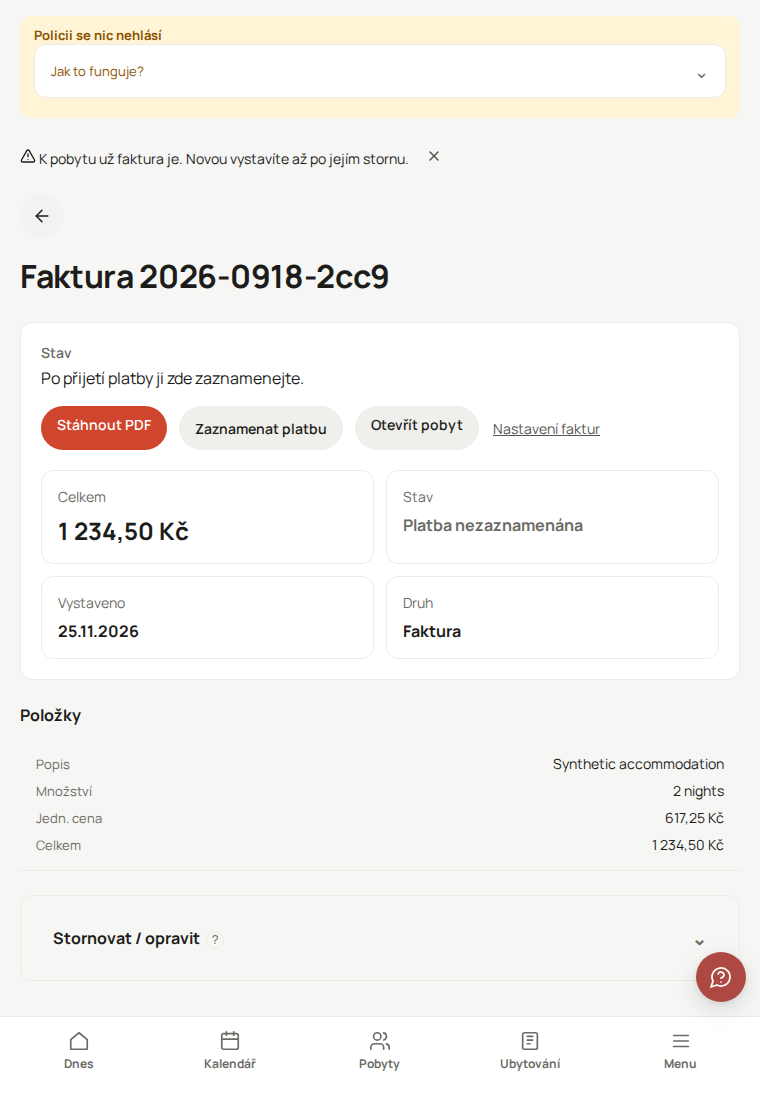 Policii se nic nehlásí
Jak to funguje?
K pobytu už faktura je. Novou vystavíte až po jejím stornu.
Faktura 2026-0918-2cc9
Stav
Po přijetí platby ji zde zaznamenejte.
Stáhnout PDF Zaznamenat platbu Otevřít pobyt Nastavení faktur
Celkem Stav
1 234,50 Kč Platba nezaznamenána
Vystaveno Druh
25.11.2026 Faktura
Položky
Popis Synthetic accommodation
Množství 2 nights
Jedn. cena 617,25 Kč
Celkem 1 234,50 Kč
Stornovat / opravit ?
Dnes Kalendář Pobyty Ubytování Menu